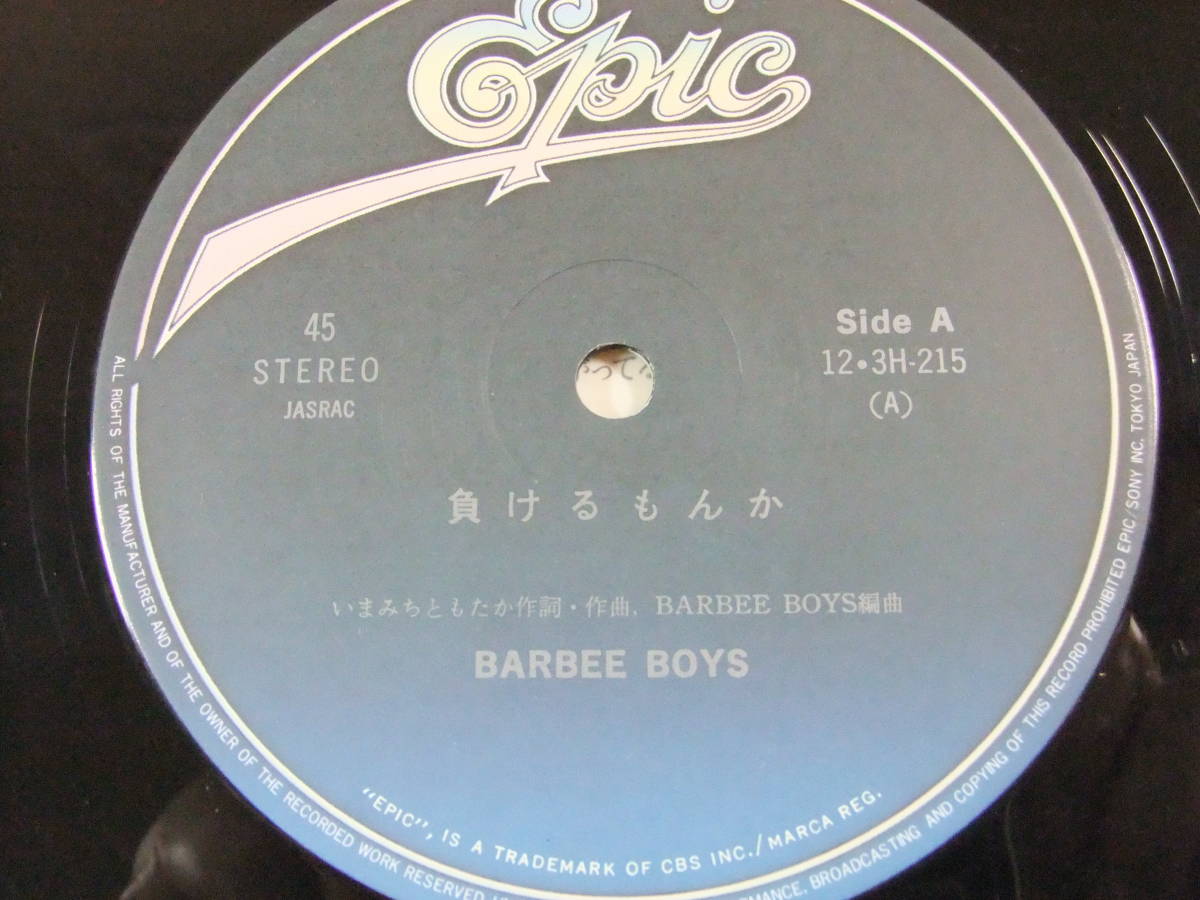 Epic
45
STEREO
JASRAC
Side A
12•3H-215
(A)
って
負けるもんか
いまみちともたか作詞・作曲, BARBEE BOYS編曲
BARBEE BOYS
"EPIC", IS A TRADEMARK OF CBS INC./MARCA REG.
ALL RIGHTS OF THE MANUFACTURER AND OF THE OWNER OF THE RECORDED WORK RESERVED
BROADCASTING AND COPYING OF THIS RECORD PROHIBITED EPIC/SONY INC. TOKYO JAPAN